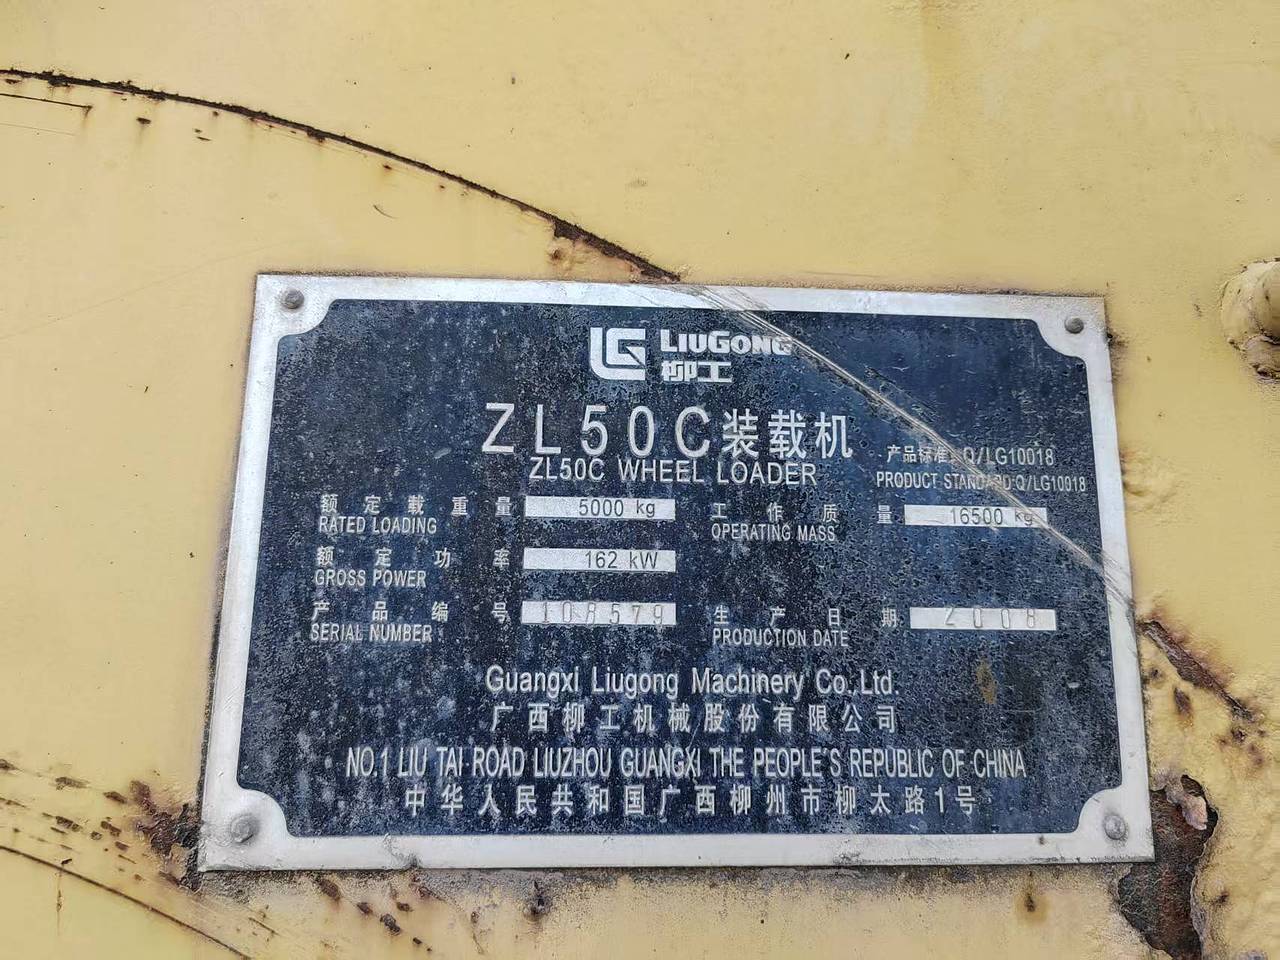 LG LIUGONG
柳工
ZL50C装载机
ZL50C WHEEL LOADER
产品标准:Q/LG10018
PRODUCT STANDARD:Q/LG10018
额定载重量 5000 kg
RATED LOADING
工作质量 16500 kg
OPERATING MASS
额定功率 162 kW
GROSS POWER
产品编号 108579
SERIAL NUMBER
生产日期 2008
PRODUCTION DATE
Guangxi Liugong Machinery Co.,Ltd.
广西柳工机械股份有限公司
NO.1 LIU TAI ROAD LIUZHOU GUANGXI THE PEOPLE'S REPUBLIC OF CHINA
中华人民共和国广西柳州市柳太路1号